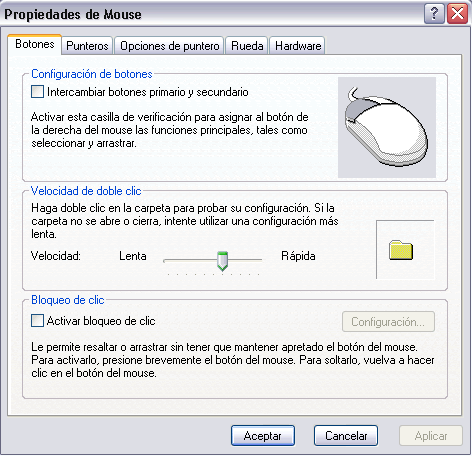 Propiedades de Mouse
Botones Punteros Opciones de puntero Rueda Hardware
Configuración de botones
Intercambiar botones primario y secundario
Activar esta casilla de verificación para asignar al botón de
la derecha del mouse las funciones principales, tales como
seleccionar y arrastrar.
Velocidad de doble clic
Haga doble clic en la carpeta para probar su configuración. Si la
carpeta no se abre o cierra, intente utilizar una configuración más
lenta.
Velocidad: Lenta Rápida
Bloqueo de clic
Activar bloqueo de clic Configuración...
Le permite resaltar o arrastrar sin tener que mantener apretado el botón del mouse.
Para activarlo, presione brevemente el botón del mouse. Para soltarlo, vuelva a hacer
clic en el botón del mouse.
Aceptar Cancelar Aplicar